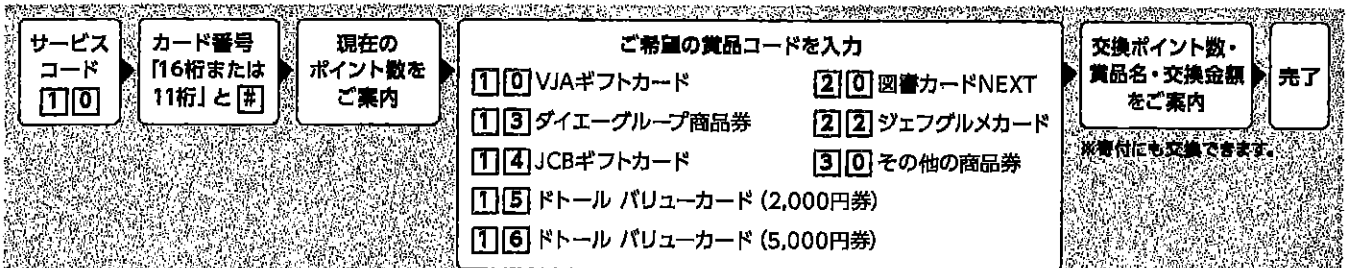 サービス
コード
10
カード番号
「16桁または
11桁」と#
現在の
ポイント数を
ご案内
ご希望の賞品コードを入力
10 VJAギフトカード
13 ダイエーグループ商品券
14 JCBギフトカード
15 ドトール バリューカード（2,000円券）
16 ドトール バリューカード（5,000円券）
20 図書カードNEXT
22 ジェフグルメカード
30 その他の商品券
交換ポイント数・
賞品名・交換金額
をご案内
完了
※寄付にも交換できます。